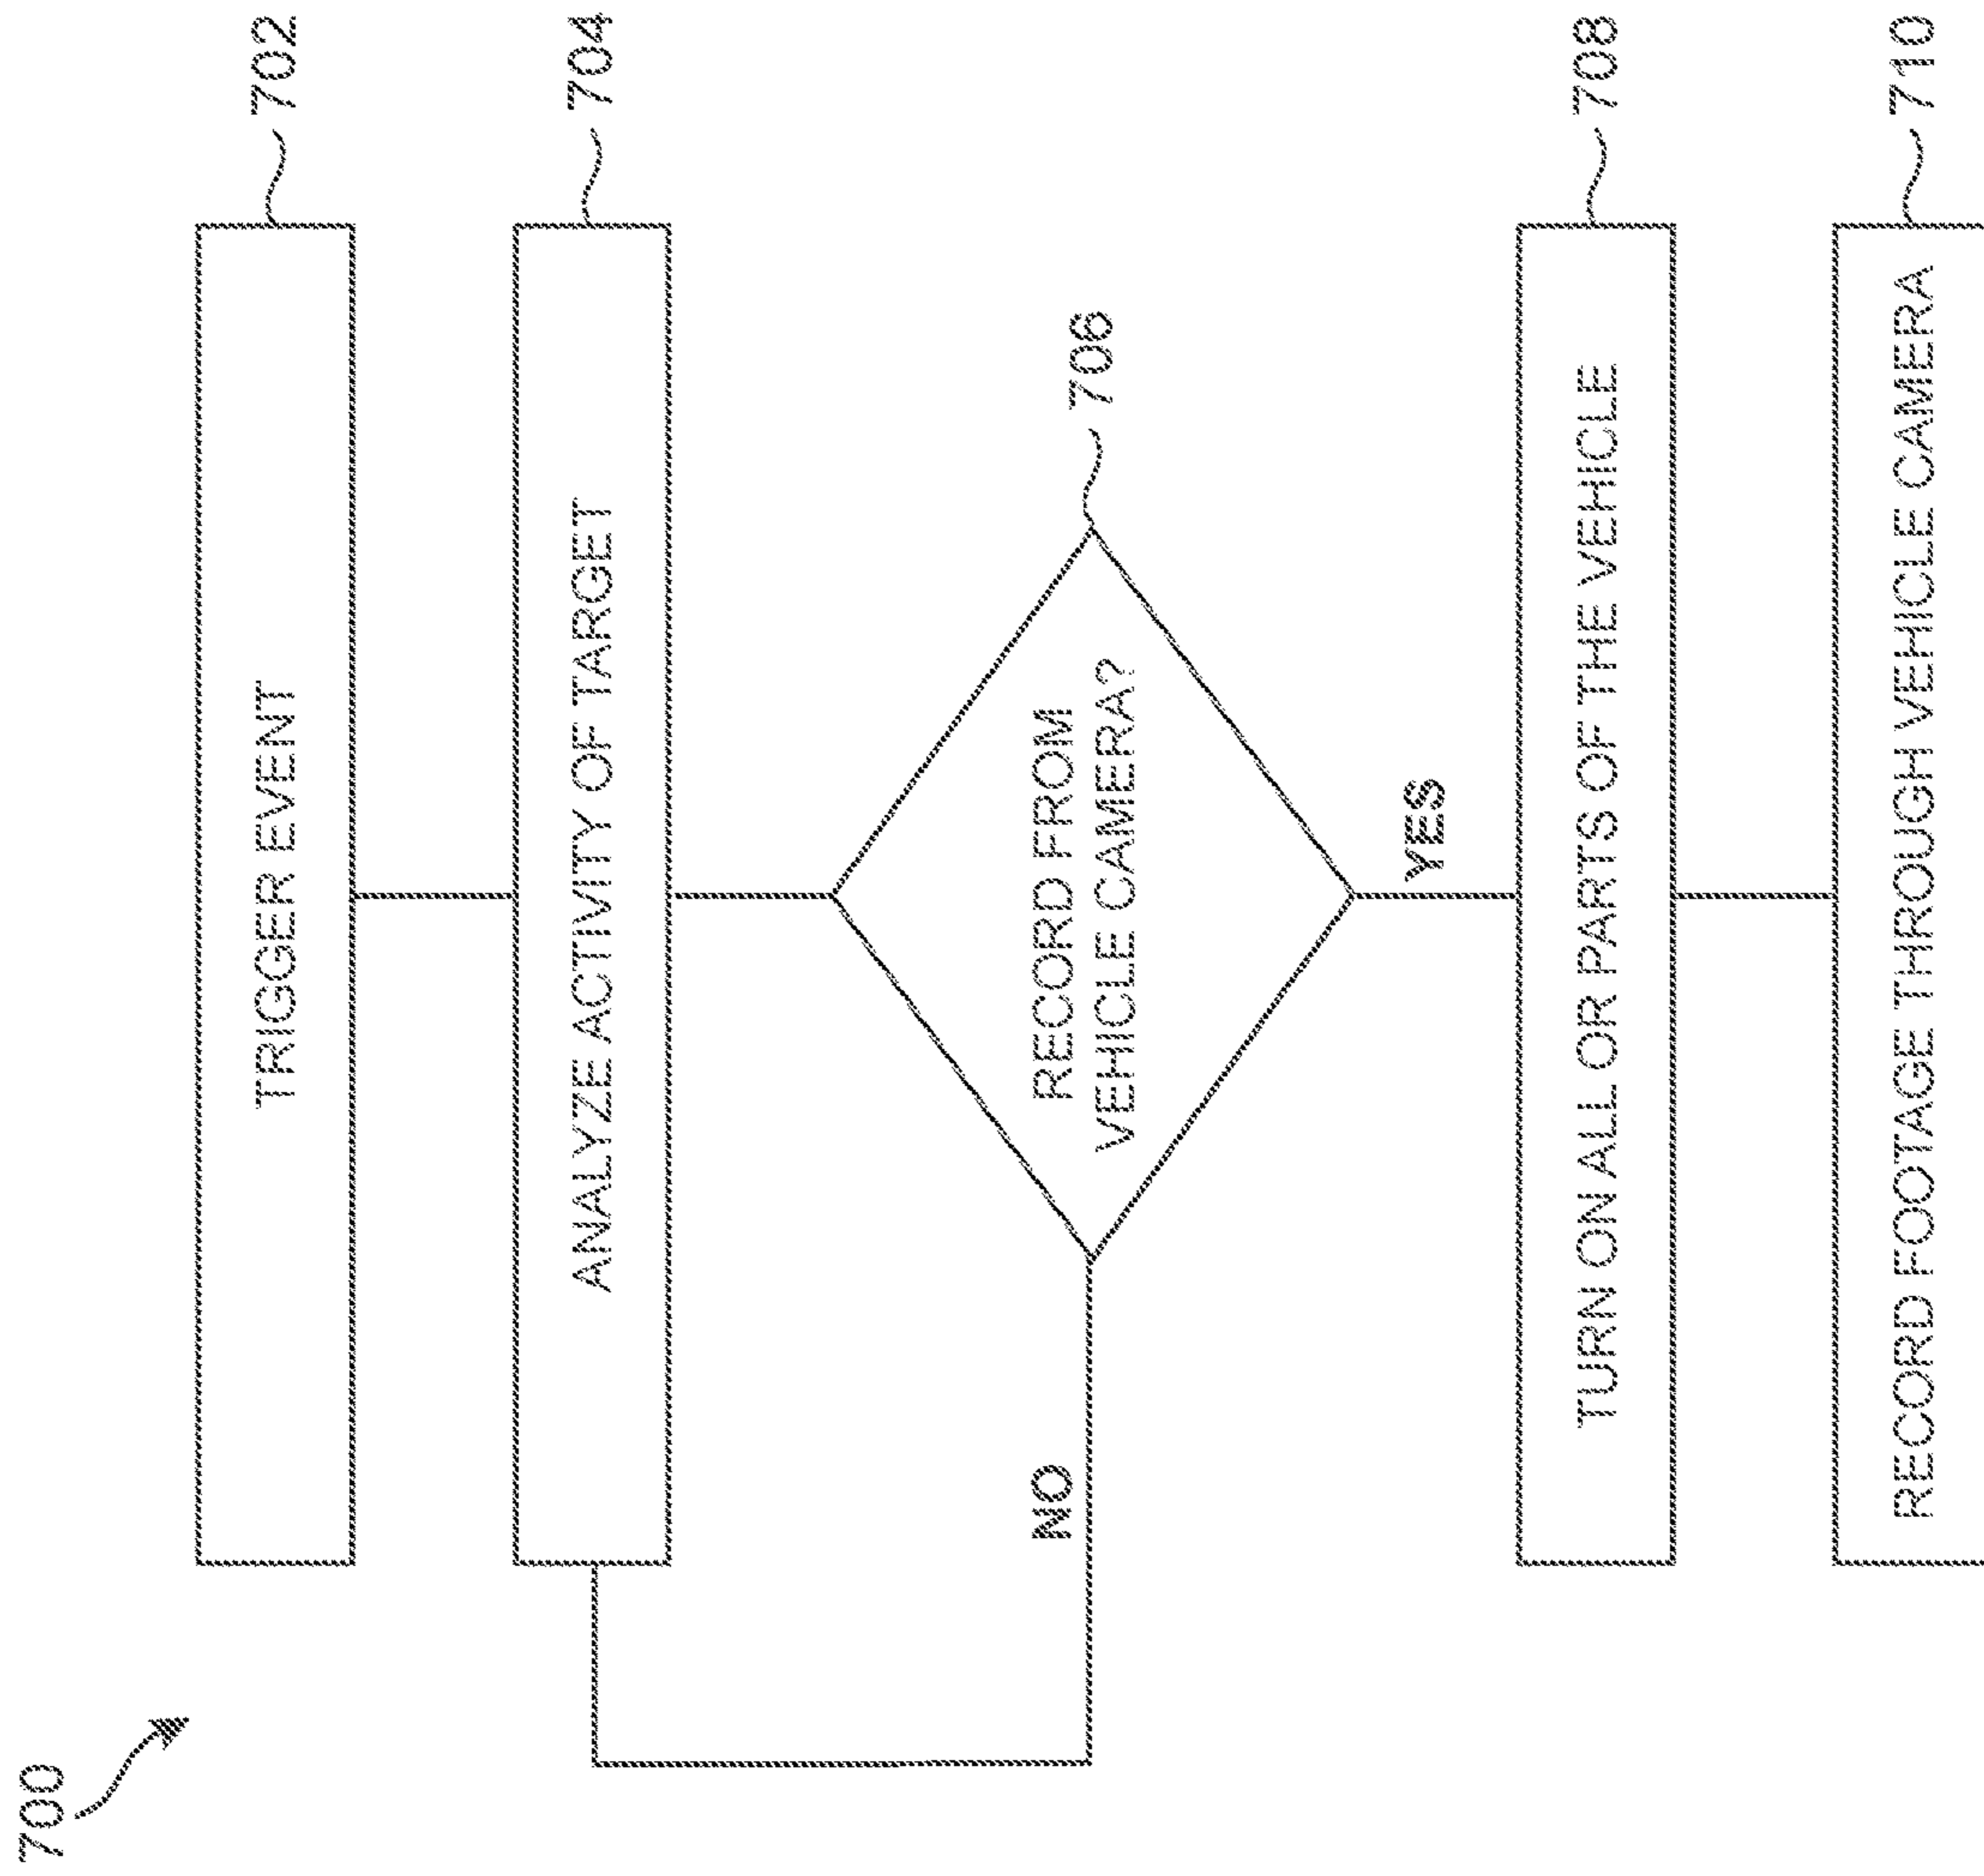 700
TRIGGER EVENT
702
ANALYZE ACTIVITY OF TARGET
704
RECORD FROM
VEHICLE CAMERA?
706
NO
YES
TURN ON ALL OR PARTS OF THE VEHICLE
708
RECORD FOOTAGE THROUGH VEHICLE CAMERA
710